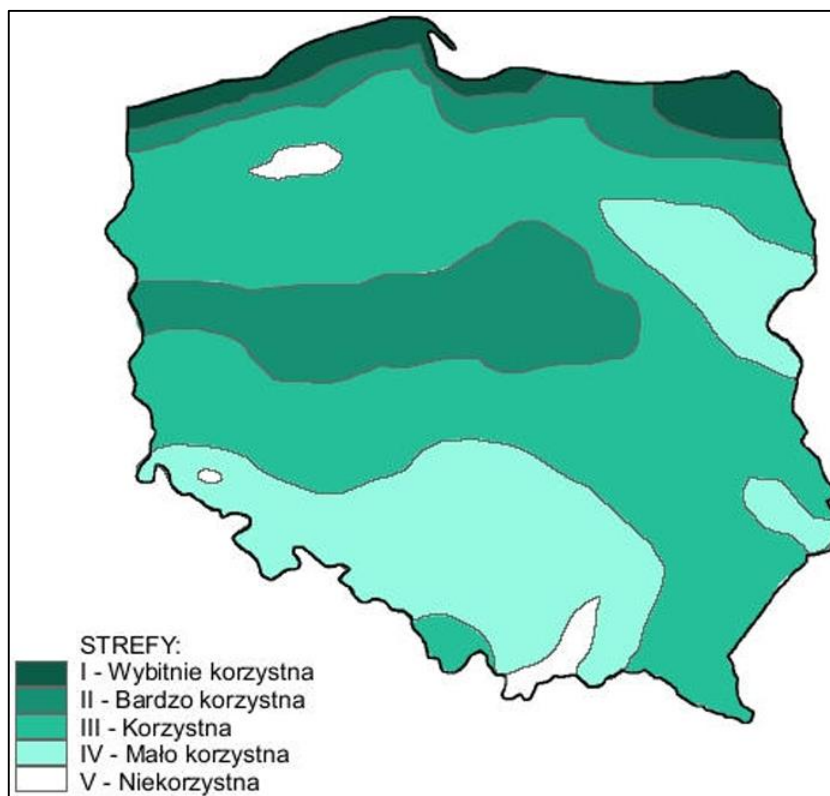 STREFY:
I - Wybitnie korzystna
II - Bardzo korzystna
III - Korzystna
IV - Mało korzystna
V - Niekorzystna